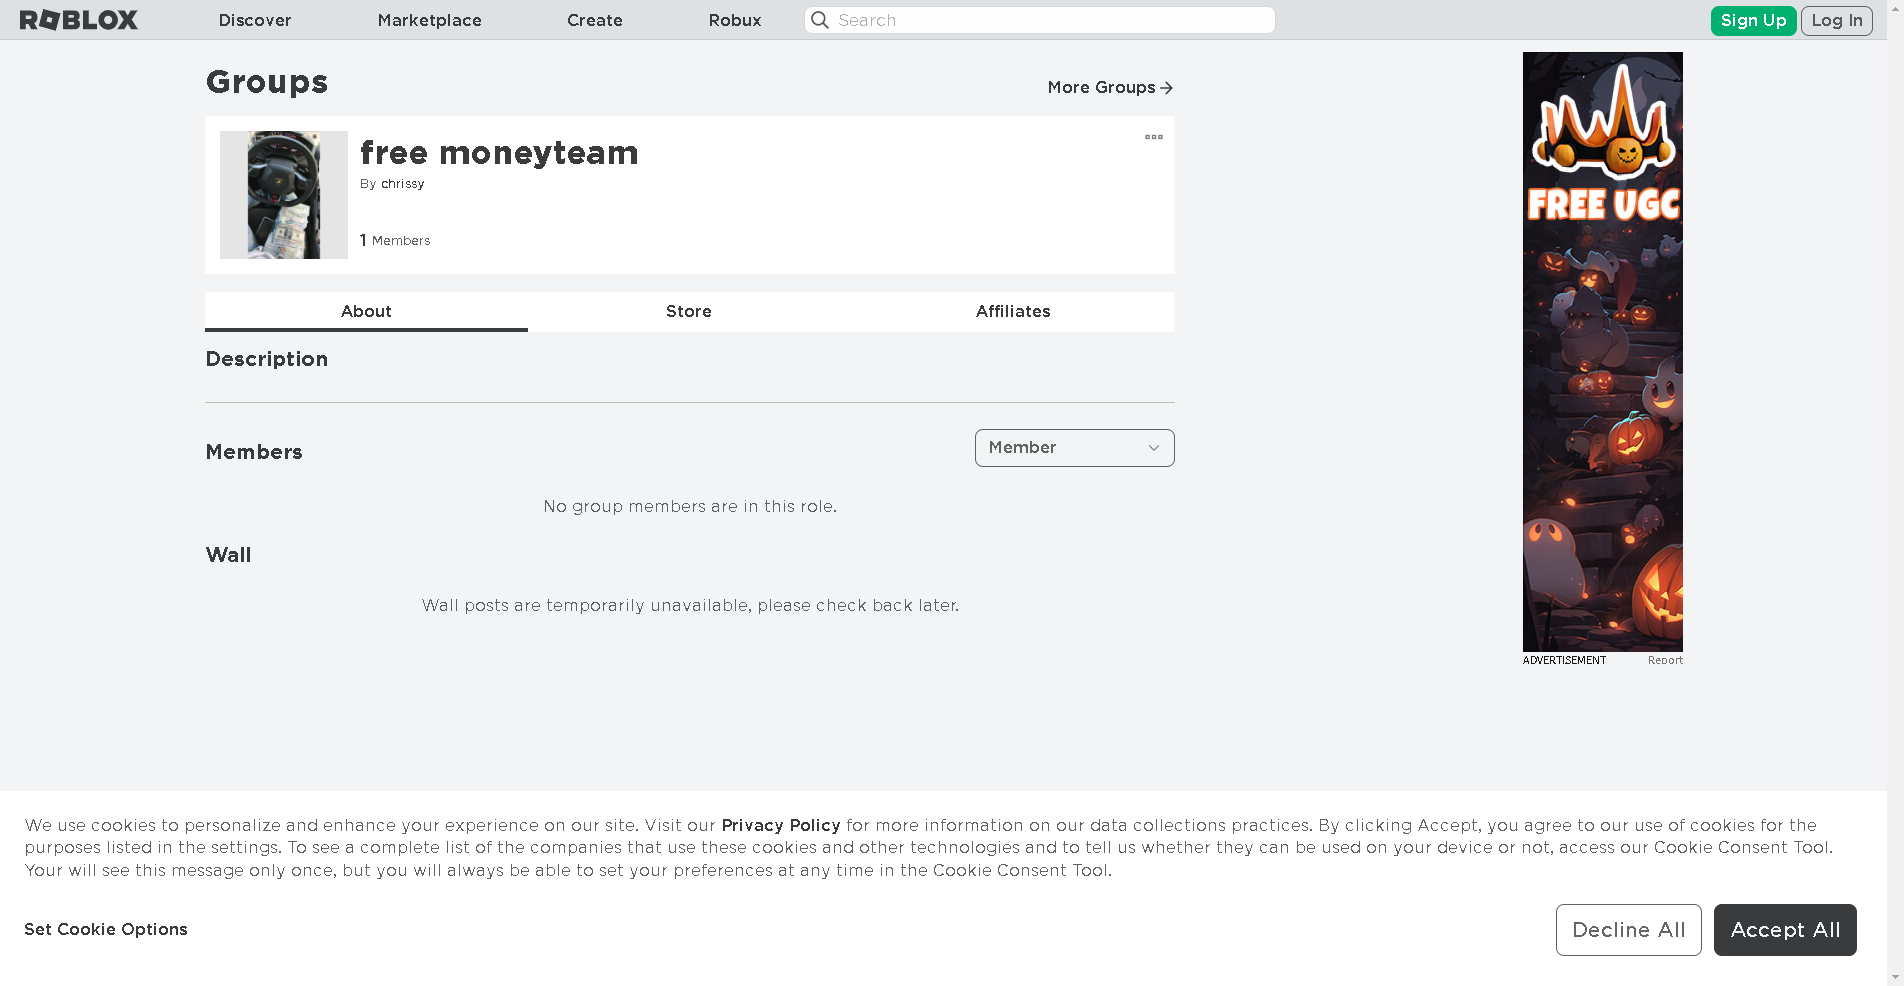 ROBLOX Discover Marketplace Create Robux Search Sign Up Log In
Groups
More Groups
free moneyteam
By chrissy
1 Members
About Store Affiliates
Description
Members
Member
No group members are in this role.
Wall
Wall posts are temporarily unavailable, please check back later.
FREE UGC
ADVERTISEMENT Report
We use cookies to personalize and enhance your experience on our site. Visit our Privacy Policy for more information on our data collections practices. By clicking Accept, you agree to our use of cookies for the
purposes listed in the settings. To see a complete list of the companies that use these cookies and other technologies and to tell us whether they can be used on your device or not, access our Cookie Consent Tool.
Your will see this message only once, but you will always be able to set your preferences at any time in the Cookie Consent Tool.
Set Cookie Options
Decline All Accept All